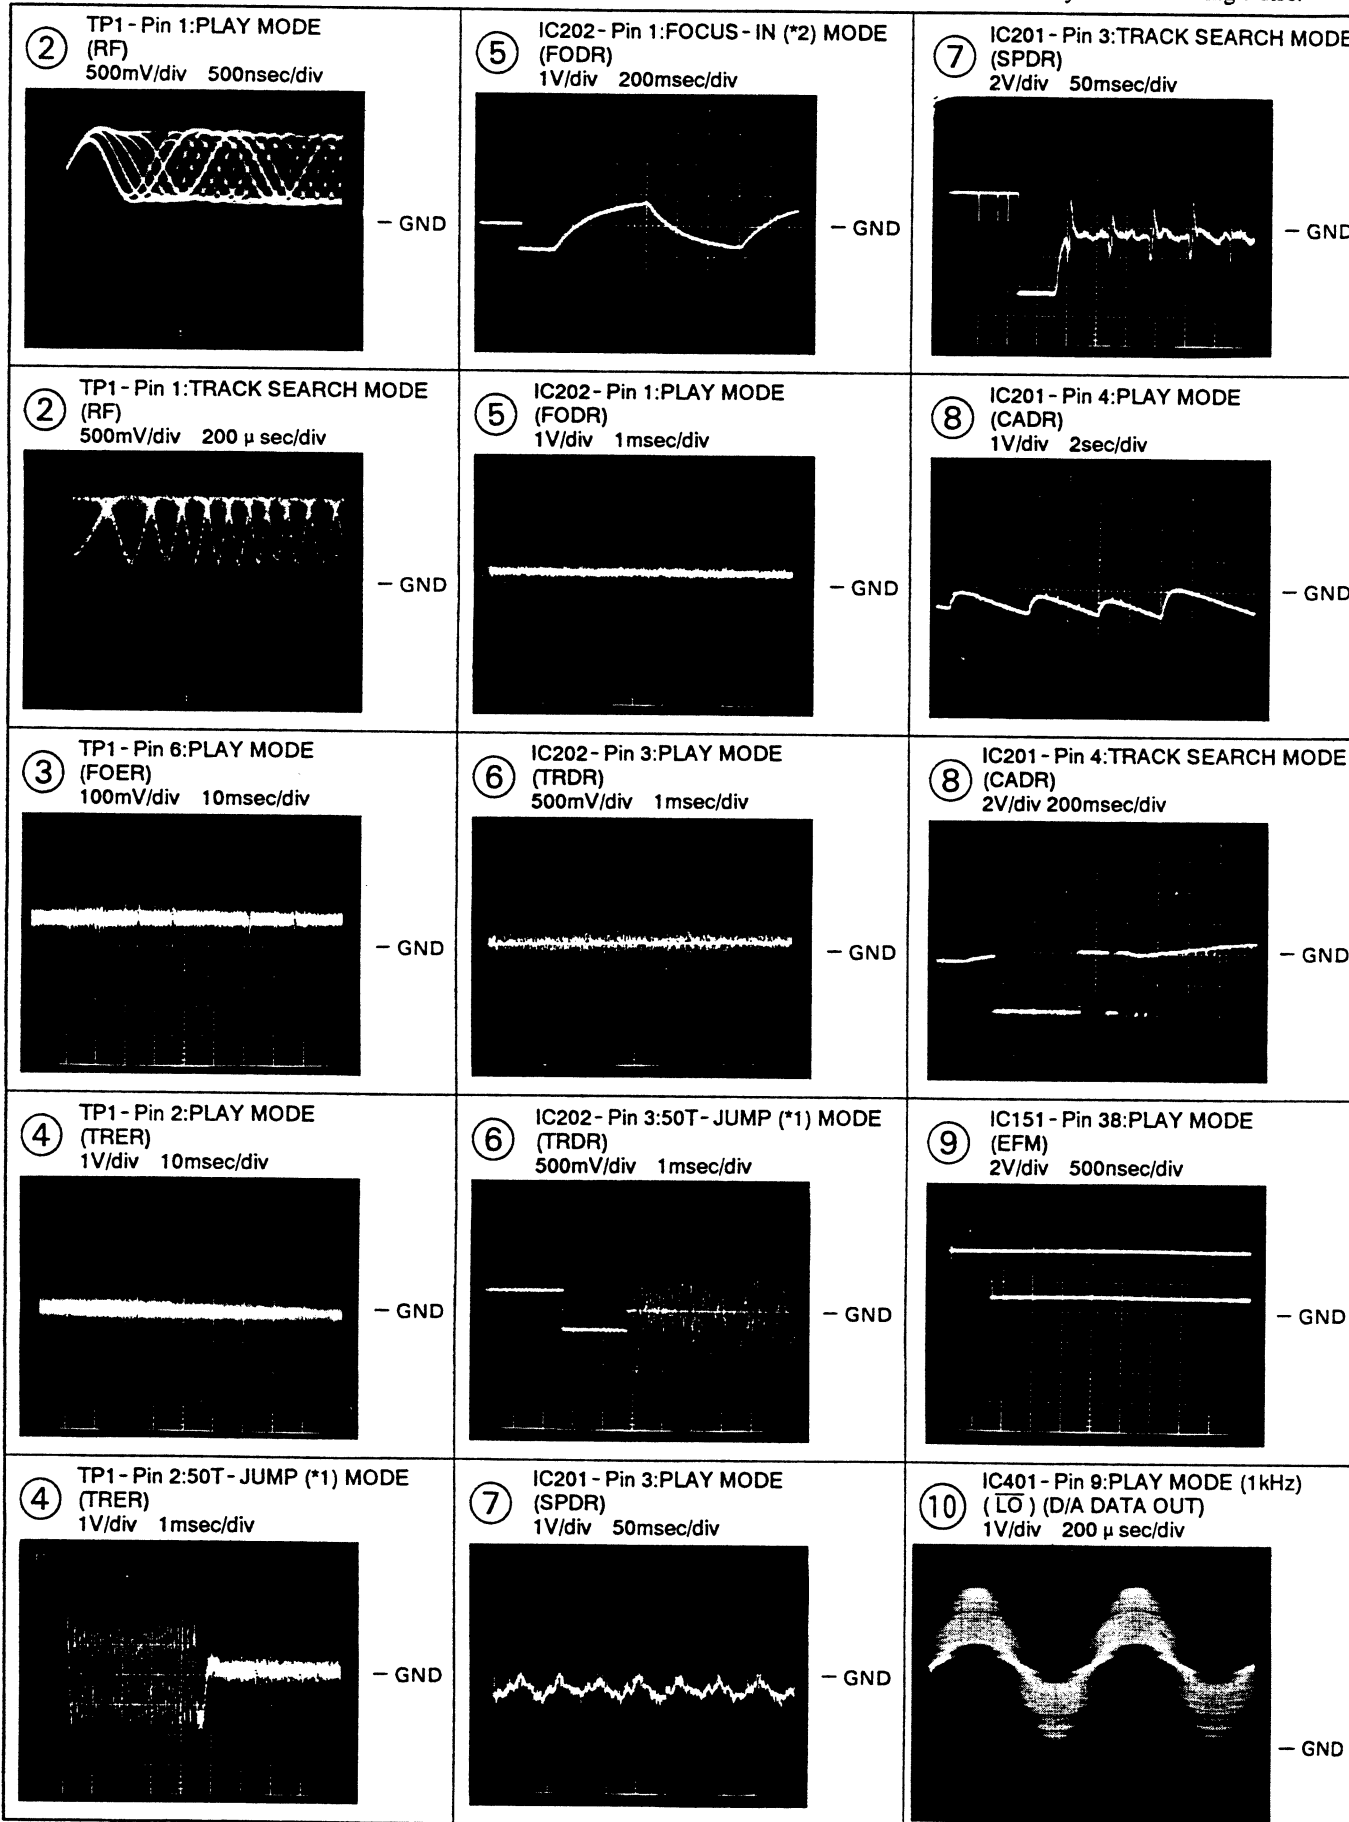 ② TP1 - Pin 1:PLAY MODE
(RF)
500mV/div 500nsec/div
– GND
⑤ IC202 - Pin 1:FOCUS - IN (*2) MODE
(FODR)
1V/div 200msec/div
– GND
⑦ IC201 - Pin 3:TRACK SEARCH MODE
(SPDR)
2V/div 50msec/div
– GND
② TP1 - Pin 1:TRACK SEARCH MODE
(RF)
500mV/div 200 μ sec/div
– GND
⑤ IC202 - Pin 1:PLAY MODE
(FODR)
1V/div 1msec/div
– GND
⑧ IC201 - Pin 4:PLAY MODE
(CADR)
1V/div 2sec/div
– GND
③ TP1 - Pin 6:PLAY MODE
(FOER)
100mV/div 10msec/div
– GND
⑥ IC202 - Pin 3:PLAY MODE
(TRDR)
500mV/div 1msec/div
– GND
⑧ IC201 - Pin 4:TRACK SEARCH MODE
(CADR)
2V/div 200msec/div
– GND
④ TP1 - Pin 2:PLAY MODE
(TRER)
1V/div 10msec/div
– GND
⑥ IC202 - Pin 3:50T - JUMP (*1) MODE
(TRDR)
500mV/div 1msec/div
– GND
⑨ IC151 - Pin 38:PLAY MODE
(EFM)
2V/div 500nsec/div
– GND
④ TP1 - Pin 2:50T - JUMP (*1) MODE
(TRER)
1V/div 1msec/div
– GND
⑦ IC201 - Pin 3:PLAY MODE
(SPDR)
1V/div 50msec/div
– GND
⑩ IC401 - Pin 9:PLAY MODE (1kHz)
( L̅O̅ ) (D/A DATA OUT)
1V/div 200 μ sec/div
– GND